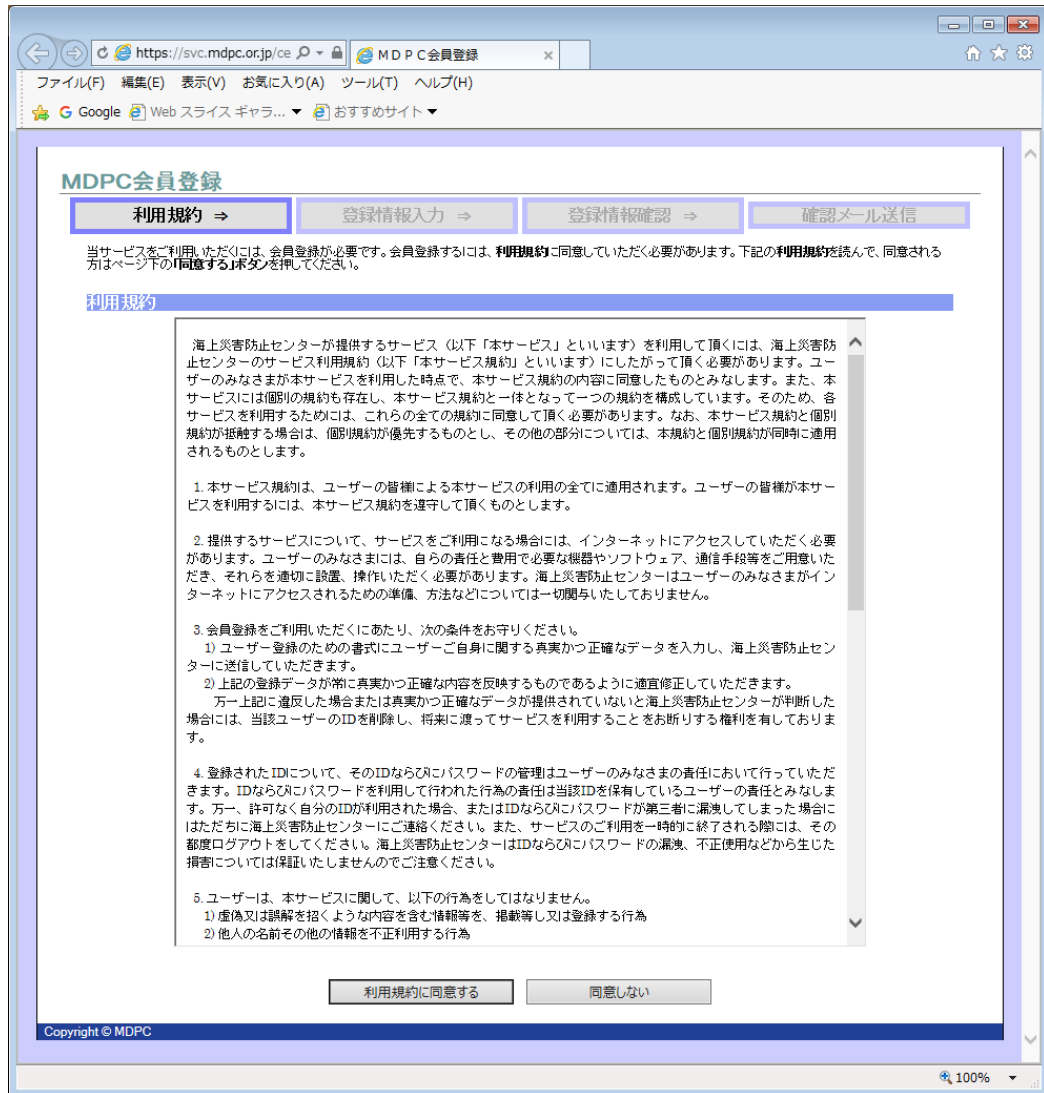 https://svc.mdpc.or.jp/ce
MDPC会員登録
ファイル(F) 編集(E) 表示(V) お気に入り(A) ツール(T) ヘルプ(H)
Google Web スライス ギャラ... おすすめサイト
MDPC会員登録
利用規約 ⇒ 登録情報入力 ⇒ 登録情報確認 ⇒ 確認メール送信
当サービスをご利用いただくには、会員登録が必要です。会員登録するには、利用規約に同意していただく必要があります。下記の利用規約を読んで、同意される
方はページ下の「同意する」ボタンを押してください。
利用規約
海上災害防止センターが提供するサービス（以下「本サービス」といいます）を利用して頂くには、海上災害防
止センターのサービス利用規約（以下「本サービス規約」といいます）にしたがって頂く必要があります。ユー
ザーのみなさまが本サービスを利用した時点で、本サービス規約の内容に同意したものとみなします。また、本
サービスには個別の規約も存在し、本サービス規約と一体となって一つの規約を構成しています。そのため、各
サービスを利用するためには、これらの全ての規約に同意して頂く必要があります。なお、本サービス規約と個別
規約が抵触する場合は、個別規約が優先するものとし、その他の部分については、本規約と個別規約が同時に適用
されるものとします。
1. 本サービス規約は、ユーザーの皆様による本サービスの利用の全てに適用されます。ユーザーの皆様が本サー
ビスを利用するには、本サービス規約を遵守して頂くものとします。
2. 提供するサービスについて、サービスをご利用になる場合には、インターネットにアクセスしていただく必要
があります。ユーザーのみなさまには、自らの責任と費用で必要な機器やソフトウェア、通信手段等をご用意いた
だき、それらを適切に設置、操作いただく必要があります。海上災害防止センターはユーザーのみなさまがイン
ターネットにアクセスされるための準備、方法などについては一切関与いたしておりません。
3. 会員登録をご利用いただくにあたり、次の条件をお守りください。
1) ユーザー登録のための書式にユーザーご自身に関する真実かつ正確なデータを入力し、海上災害防止セン
ターに送信していただきます。
2) 上記の登録データが常に真実かつ正確な内容を反映するものであるように適宜修正していただきます。
万一上記に違反した場合または真実かつ正確なデータが提供されていないと海上災害防止センターが判断した
場合には、当該ユーザーのIDを削除し、将来に渡ってサービスを利用することをお断りする権利を有しておりま
す。
4. 登録されたIDについて、そのIDならびにパスワードの管理はユーザーのみなさまの責任において行っていただ
きます。IDならびにパスワードを利用して行われた行為の責任は当該IDを保有しているユーザーの責任とみなしま
す。万一、許可なく自分のIDが利用された場合、またはIDならびにパスワードが第三者に漏洩してしまった場合に
はただちに海上災害防止センターにご連絡ください。また、サービスのご利用を一時的に終了される際には、その
都度ログアウトをしてください。海上災害防止センターはIDならびにパスワードの漏洩、不正使用などから生じた
損害については保証いたしませんのでご注意ください。
5. ユーザーは、本サービスに関して、以下の行為をしてはなりません。
1) 虚偽又は誤解を招くような内容を含む情報等を、掲載等し又は登録する行為
2) 他人の名前その他の情報を不正利用する行為
利用規約に同意する 同意しない
Copyright © MDPC
100%